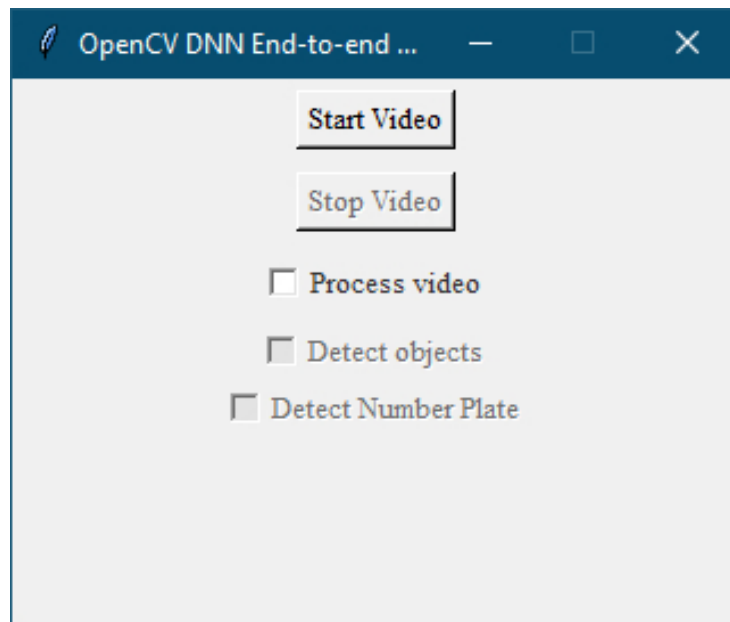 OpenCV DNN End-to-end ...
Start Video
Stop Video
Process video
Detect objects
Detect Number Plate